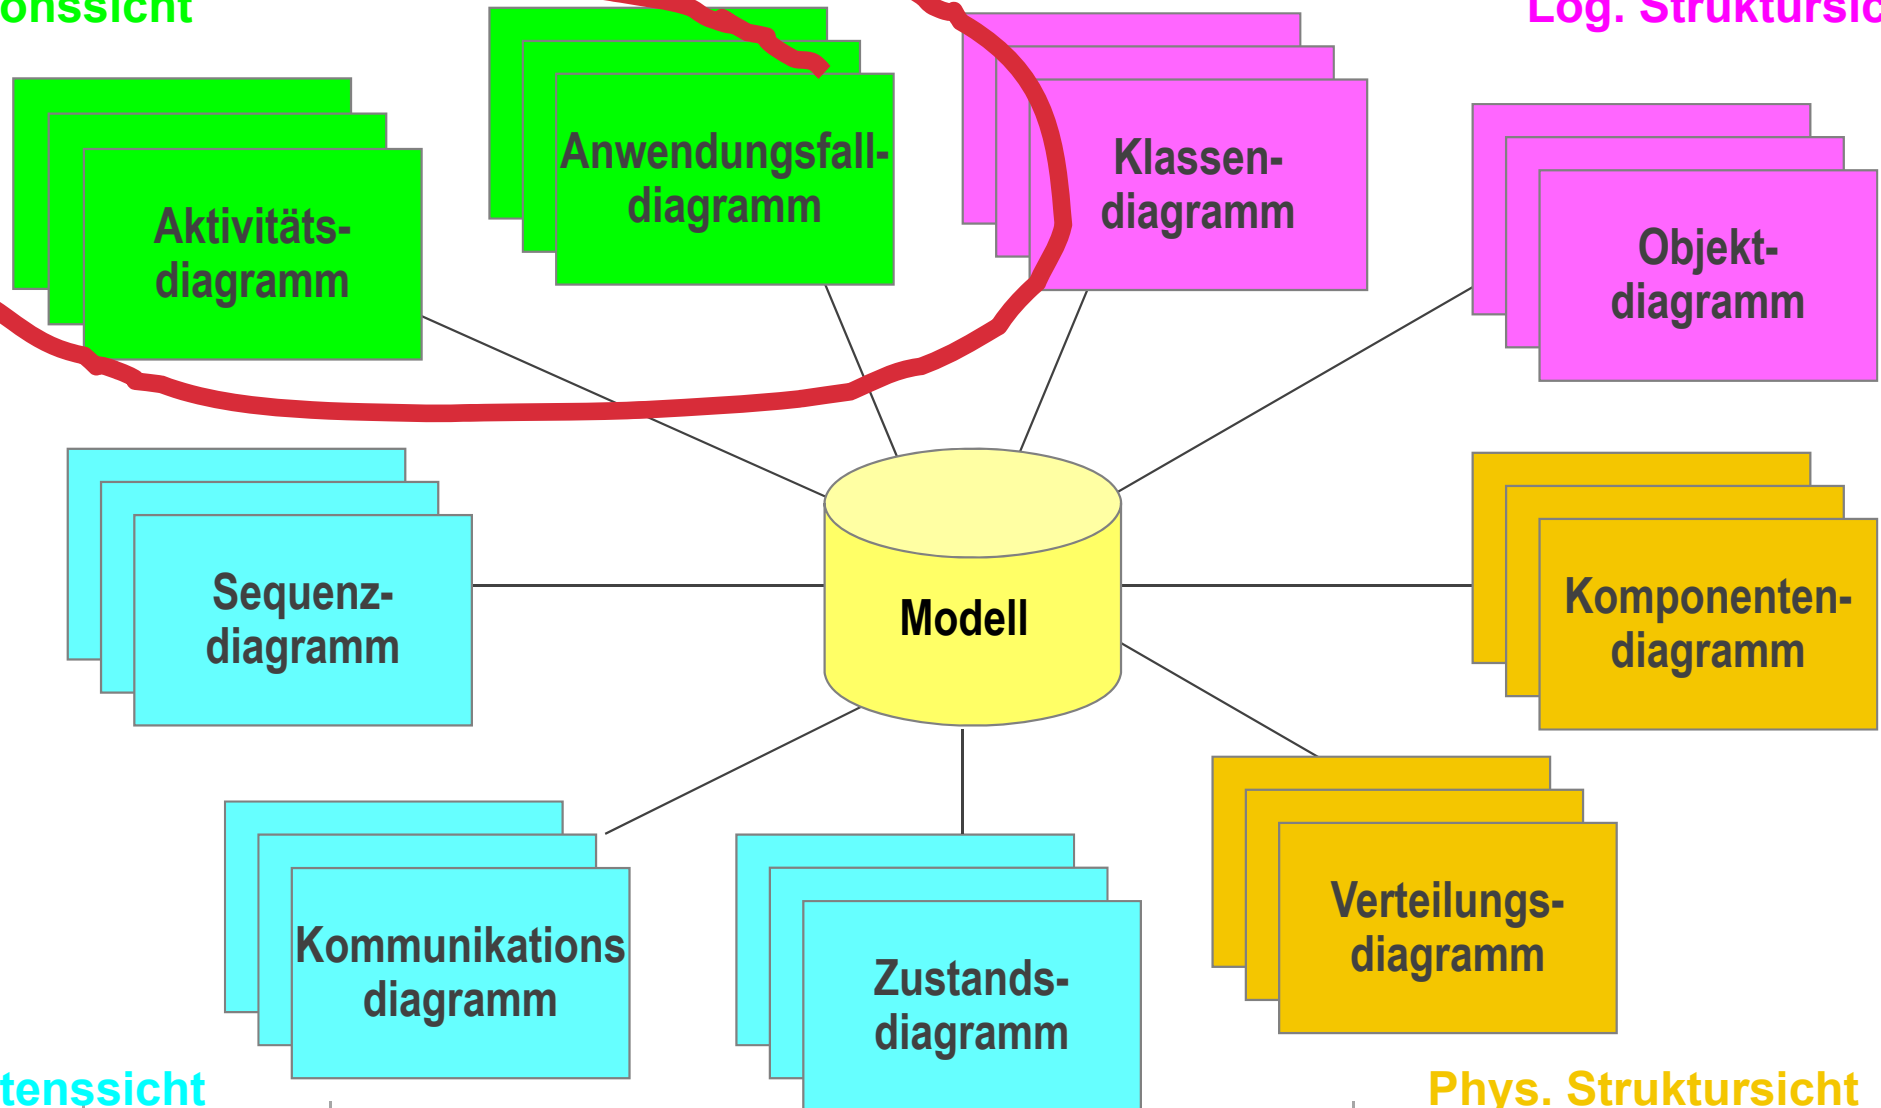 onssicht
Log. Struktursic
Anwendungsfall-
diagramm
Klassen-
diagramm
Aktivitäts-
diagramm
Objekt-
diagramm
Sequenz-
diagramm
Modell
Komponenten-
diagramm
Verteilungs-
diagramm
Kommunikations
diagramm
Zustands-
diagramm
tenssicht
Phys. Struktursicht